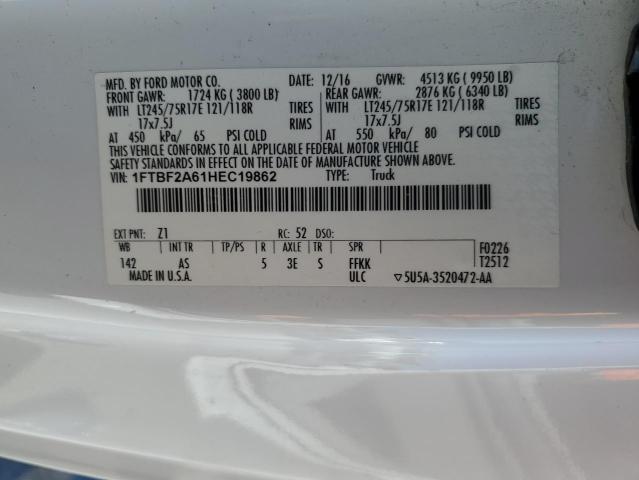 MFD. BY FORD MOTOR CO. DATE: 12/16 GVWR: 4513 KG ( 9950 LB)
FRONT GAWR: 1724 KG ( 3800 LB) REAR GAWR: 2876 KG ( 6340 LB)
WITH LT245/75R17E 121/118R TIRES WITH LT245/75R17E 121/118R TIRES
17x7.5J RIMS 17x7.5J RIMS
AT 450 kPa/ 65 PSI COLD AT 550 kPa/ 80 PSI COLD
THIS VEHICLE CONFORMS TO ALL APPLICABLE FEDERAL MOTOR VEHICLE
SAFETY STANDARDS IN EFFECT ON THE DATE OF MANUFACTURE SHOWN ABOVE.
VIN: 1FTBF2A61HEC19862 TYPE: Truck
EXT PNT: Z1 RC: 52 DSO: F0226
WB INT TR TP/PS R AXLE TR SPR T2512
142 AS 5 3E S FFKK
MADE IN U.S.A. ULC ▽5U5A-3520472-AA